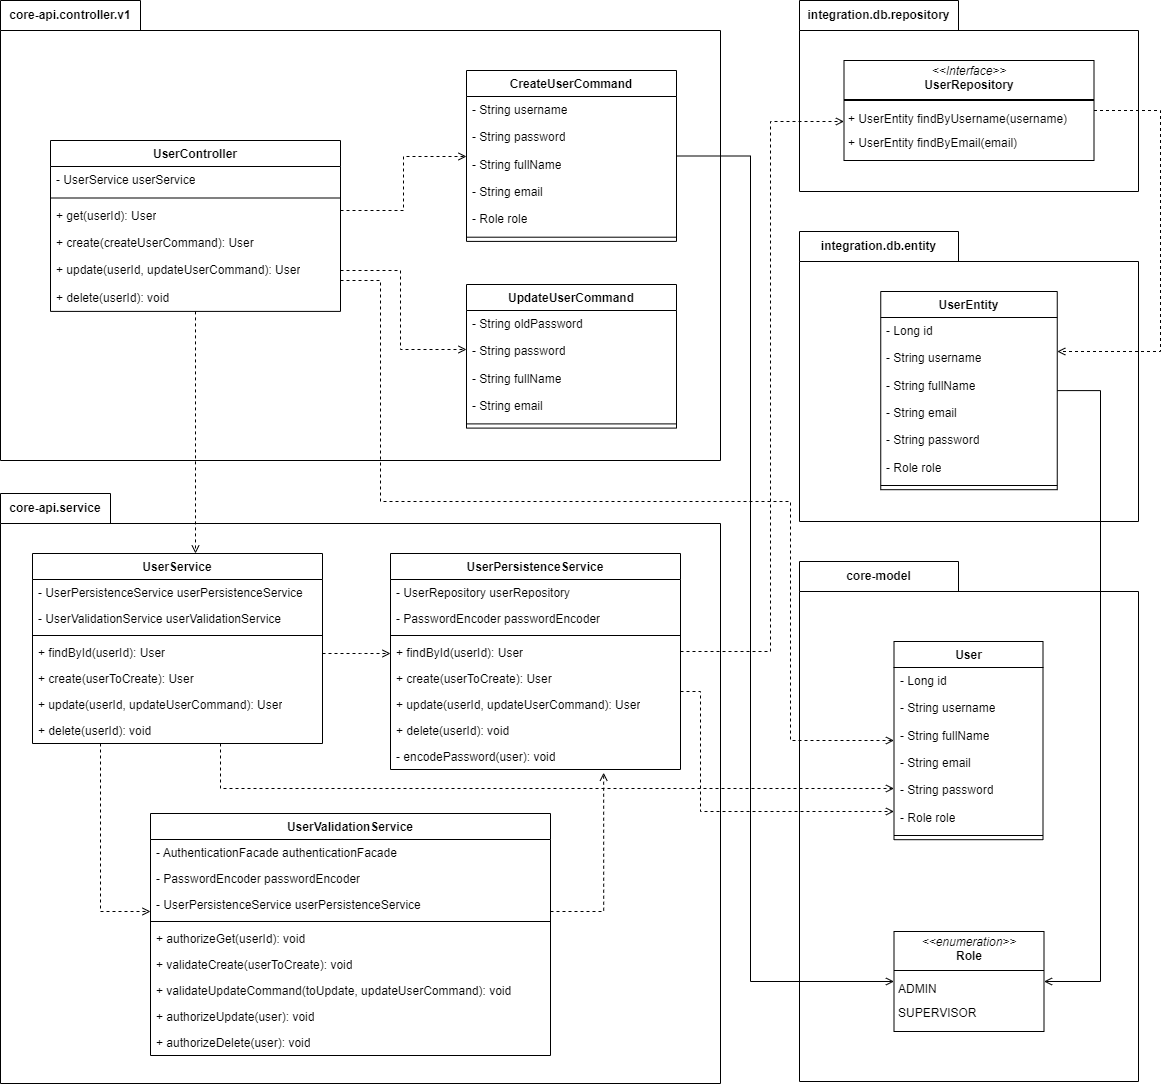 core-api.controller.v1
UserController
- UserService userService
+ get(userId): User
+ create(createUserCommand): User
+ update(userId, updateUserCommand): User
+ delete(userId): void
CreateUserCommand
- String username
- String password
- String fullName
- String email
- Role role
UpdateUserCommand
- String oldPassword
- String password
- String fullName
- String email
core-api.service
UserService
- UserPersistenceService userPersistenceService
- UserValidationService userValidationService
+ findById(userId): User
+ create(userToCreate): User
+ update(userId, updateUserCommand): User
+ delete(userId): void
UserPersistenceService
- UserRepository userRepository
- PasswordEncoder passwordEncoder
+ findById(userId): User
+ create(userToCreate): User
+ update(userId, updateUserCommand): User
+ delete(userId): void
- encodePassword(user): void
UserValidationService
- AuthenticationFacade authenticationFacade
- PasswordEncoder passwordEncoder
- UserPersistenceService userPersistenceService
+ authorizeGet(userId): void
+ validateCreate(userToCreate): void
+ validateUpdateCommand(toUpdate, updateUserCommand): void
+ authorizeUpdate(user): void
+ authorizeDelete(user): void
integration.db.repository
<<Interface>>
UserRepository
+ UserEntity findByUsername(username)
+ UserEntity findByEmail(email)
integration.db.entity
UserEntity
- Long id
- String username
- String fullName
- String email
- String password
- Role role
core-model
User
- Long id
- String username
- String fullName
- String email
- String password
- Role role
<<enumeration>>
Role
ADMIN
SUPERVISOR